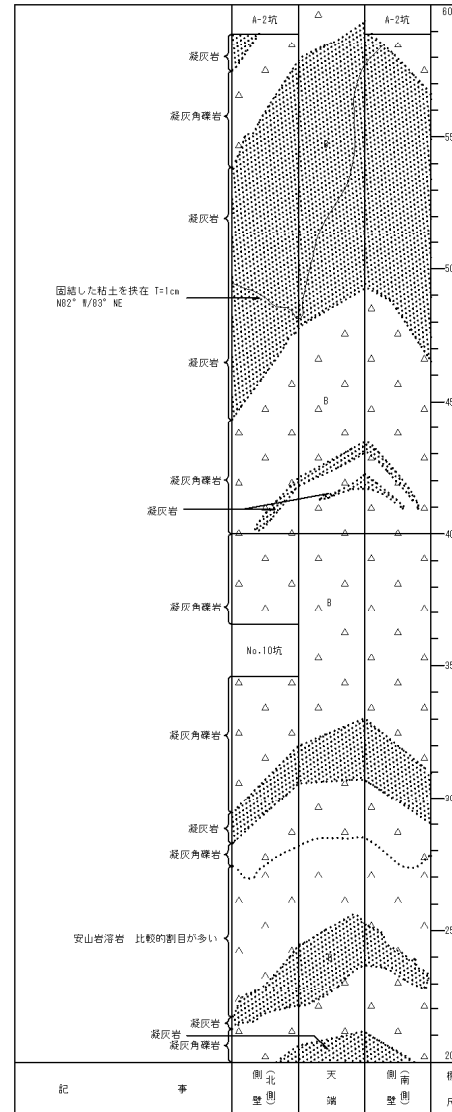 A-2坑
A-2坑
60
凝灰岩
凝灰角礫岩
55
B
凝灰岩
50
固結した粘土を挟在 T=1cm
N82° W/83° NE
凝灰岩
45
B
凝灰角礫岩
凝灰岩
40
凝灰角礫岩
B
No.10坑
35
凝灰角礫岩
30
凝灰岩
凝灰角礫岩
安山岩溶岩 比較的割目が多い
25
B
凝灰岩
凝灰岩
凝灰角礫岩
20
記 事
側壁(北側)
天端
側壁(南側)
標尺